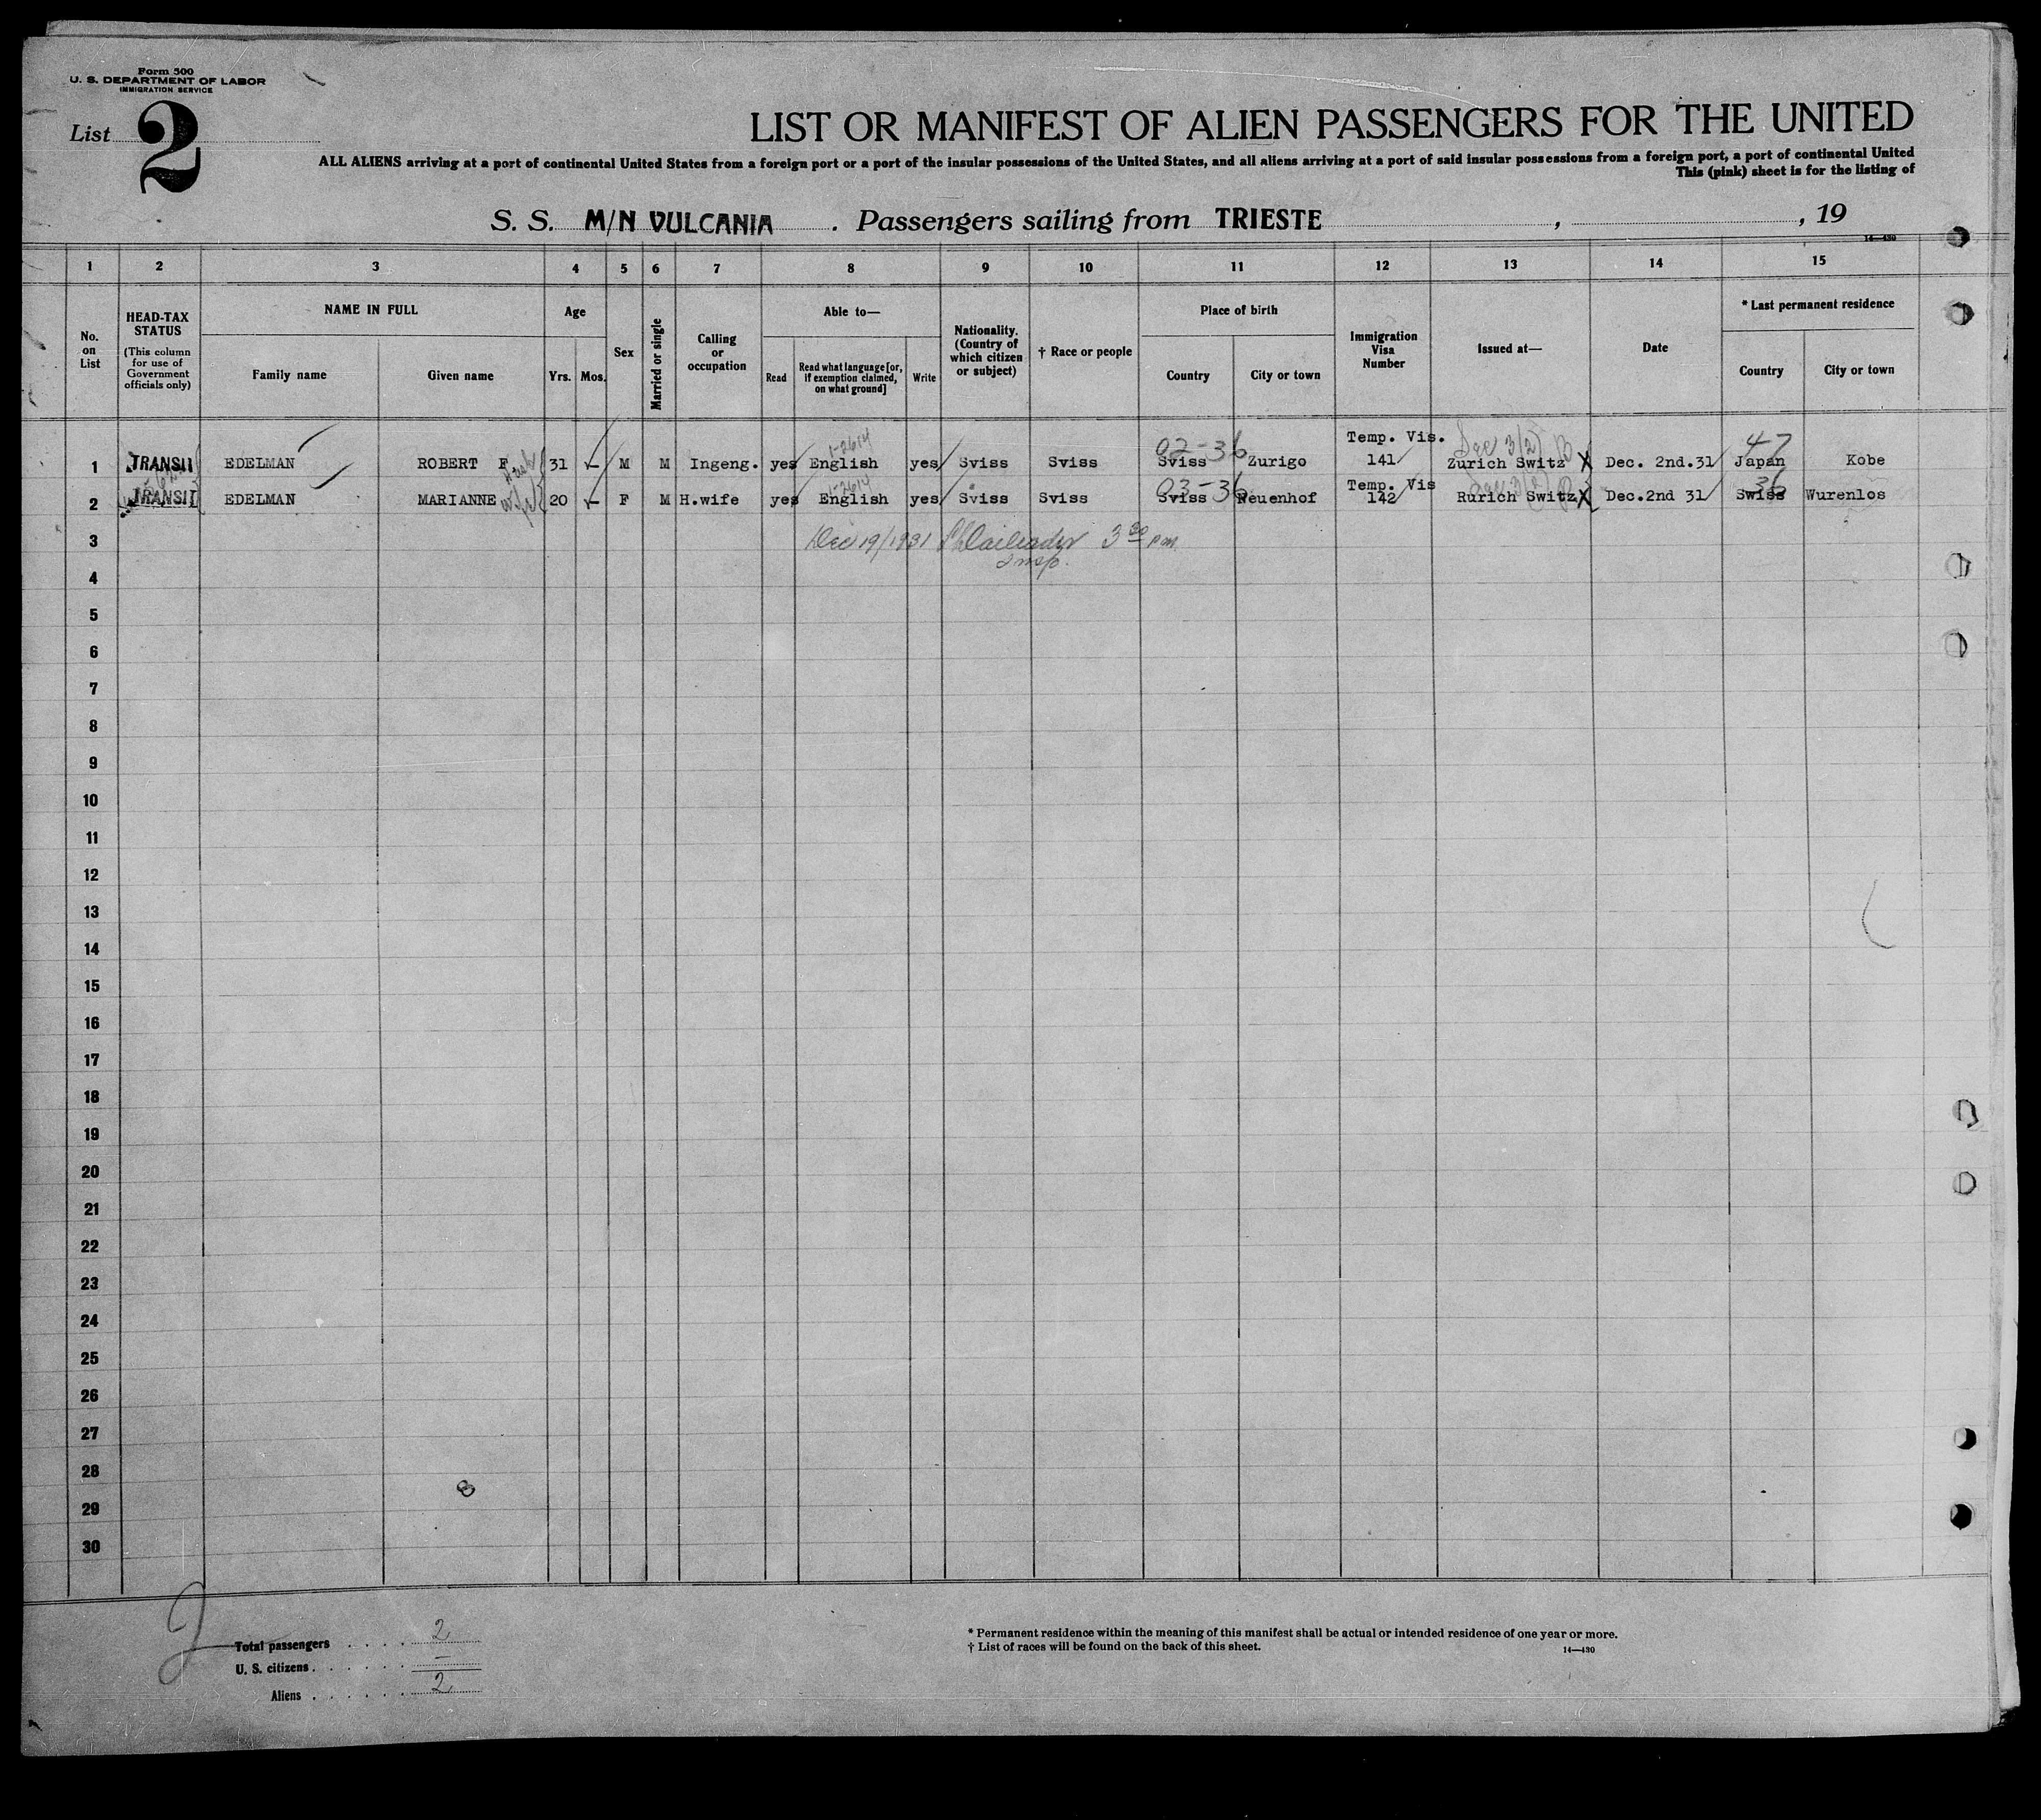 Form 500
U. S. DEPARTMENT OF LABOR
IMMIGRATION SERVICE
List 2
LIST OR MANIFEST OF ALIEN PASSENGERS FOR THE UNITED
ALL ALIENS arriving at a port of continental United States from a foreign port or a port of the insular possessions of the United States, and all aliens arriving at a port of said insular possessions from a foreign port, a port of continental United
This (pink) sheet is for the listing of
S. S. M/N VULCANIA . Passengers sailing from TRIESTE , , 19
14—430
1 2 3 4 5 6 7 8 9 10 11 12 13 14 15
No. on List
HEAD-TAX STATUS
(This column for use of Government officials only)
NAME IN FULL
Family name
Given name
Age
Yrs. Mos.
Sex
Married or single
Calling or occupation
Able to—
Read
Read what language [or, if exemption claimed, on what ground]
Write
Nationality. (Country of which citizen or subject)
† Race or people
Place of birth
Country
City or town
Immigration Visa Number
Issued at—
Date
* Last permanent residence
Country
City or town
1-2614 02-36 Temp. Vis. 47
1 TRANSIT EDELMAN ROBERT F. 31 M M Ingeng. yes English yes Sviss Sviss Sviss Zurigo 141 Zurich Switz X Dec. 2nd.31 Japan Kobe
1-2614 03-36 Temp. Vis 36
2 TRANSIT EDELMAN MARIANNE 20 F M H.wife yes English yes Sviss Sviss Sviss Neuenhof 142 Rurich Switz X Dec.2nd 31 Swiss Wurenlos
3 Dec 19/1931 3 00 pm
Insp.
4
5
6
7
8
9
10
11
12
13
14
15
16
17
18
19
20
21
22
23
24
25
26
27
28
29
30
Total passengers . . . . . 2
U. S. citizens . . . . . . —
Aliens . . . . . . 2
* Permanent residence within the meaning of this manifest shall be actual or intended residence of one year or more.
† List of races will be found on the back of this sheet.
14—430